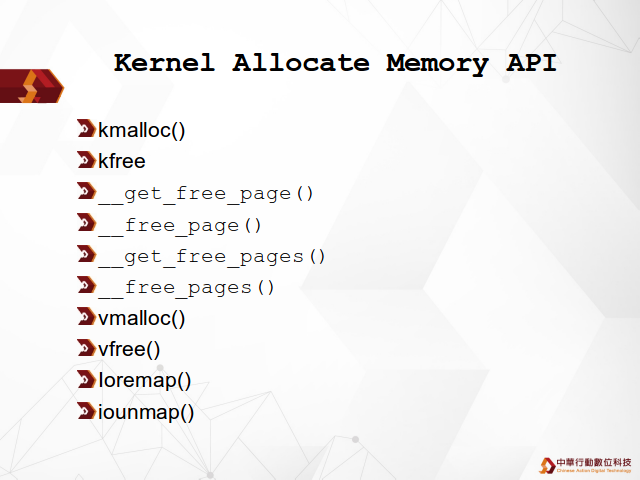 Kernel Allocate Memory API
kmalloc()
kfree
__get_free_page()
__free_page()
__get_free_pages()
__free_pages()
vmalloc()
vfree()
Ioremap()
iounmap()
中華行動數位科技
Chinese Action Digital Technology